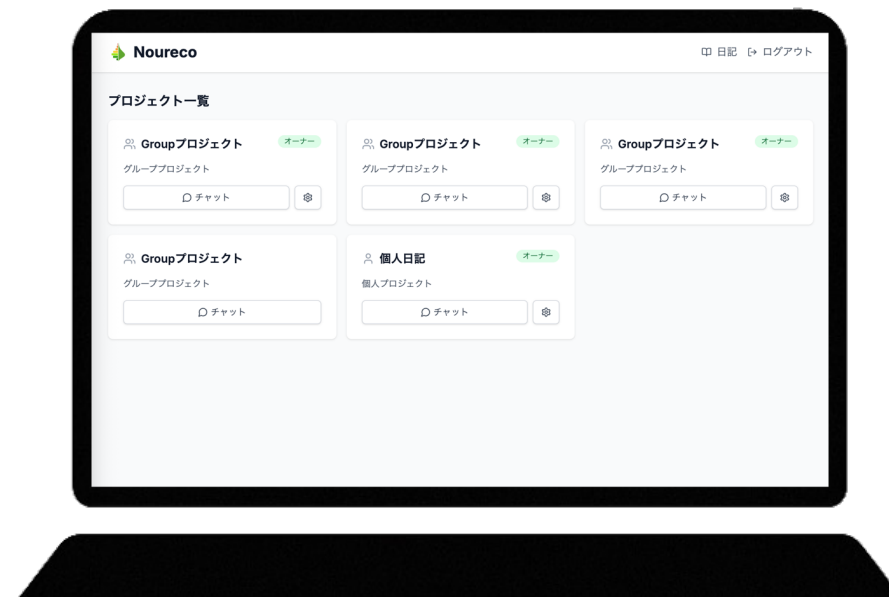 Noureco
日記 ログアウト
プロジェクト一覧
Groupプロジェクト オーナー
グループプロジェクト
チャット
Groupプロジェクト オーナー
グループプロジェクト
チャット
Groupプロジェクト オーナー
グループプロジェクト
チャット
Groupプロジェクト
グループプロジェクト
チャット
個人日記 オーナー
個人プロジェクト
チャット